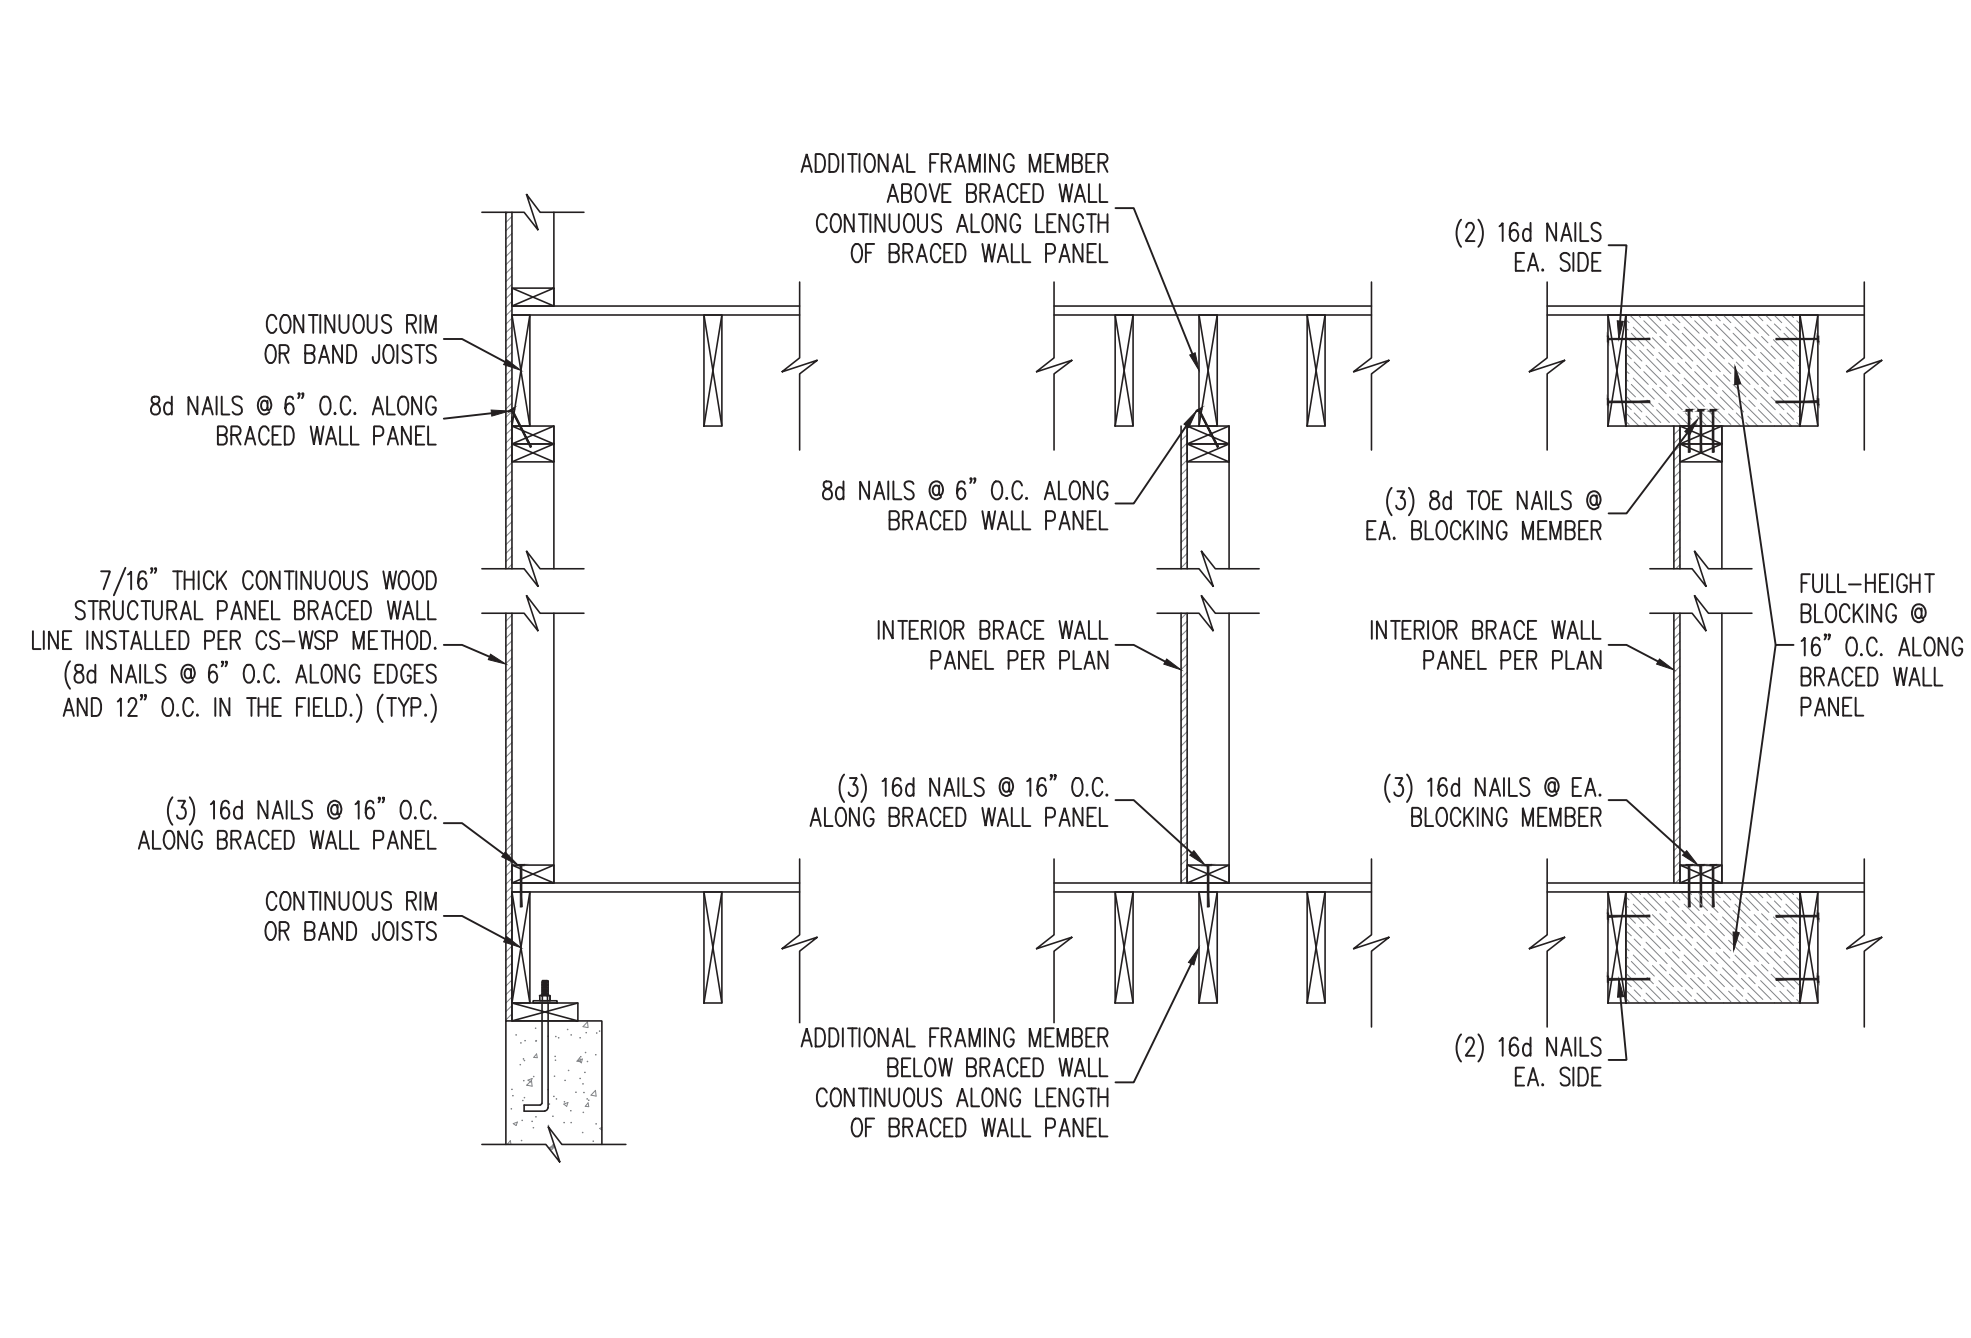 CONTINUOUS RIM
OR BAND JOISTS
8d NAILS @ 6” O.C. ALONG
BRACED WALL PANEL
7/16” THICK CONTINUOUS WOOD
STRUCTURAL PANEL BRACED WALL
LINE INSTALLED PER CS-WSP METHOD.
(8d NAILS @ 6” O.C. ALONG EDGES
AND 12” O.C. IN THE FIELD.) (TYP.)
(3) 16d NAILS @ 16” O.C.
ALONG BRACED WALL PANEL
CONTINUOUS RIM
OR BAND JOISTS
ADDITIONAL FRAMING MEMBER
ABOVE BRACED WALL
CONTINUOUS ALONG LENGTH
OF BRACED WALL PANEL
8d NAILS @ 6” O.C. ALONG
BRACED WALL PANEL
INTERIOR BRACE WALL
PANEL PER PLAN
(3) 16d NAILS @ 16” O.C.
ALONG BRACED WALL PANEL
ADDITIONAL FRAMING MEMBER
BELOW BRACED WALL
CONTINUOUS ALONG LENGTH
OF BRACED WALL PANEL
(2) 16d NAILS
EA. SIDE
(3) 8d TOE NAILS @
EA. BLOCKING MEMBER
INTERIOR BRACE WALL
PANEL PER PLAN
(3) 16d NAILS @ EA.
BLOCKING MEMBER
(2) 16d NAILS
EA. SIDE
FULL-HEIGHT
BLOCKING @
16” O.C. ALONG
BRACED WALL
PANEL